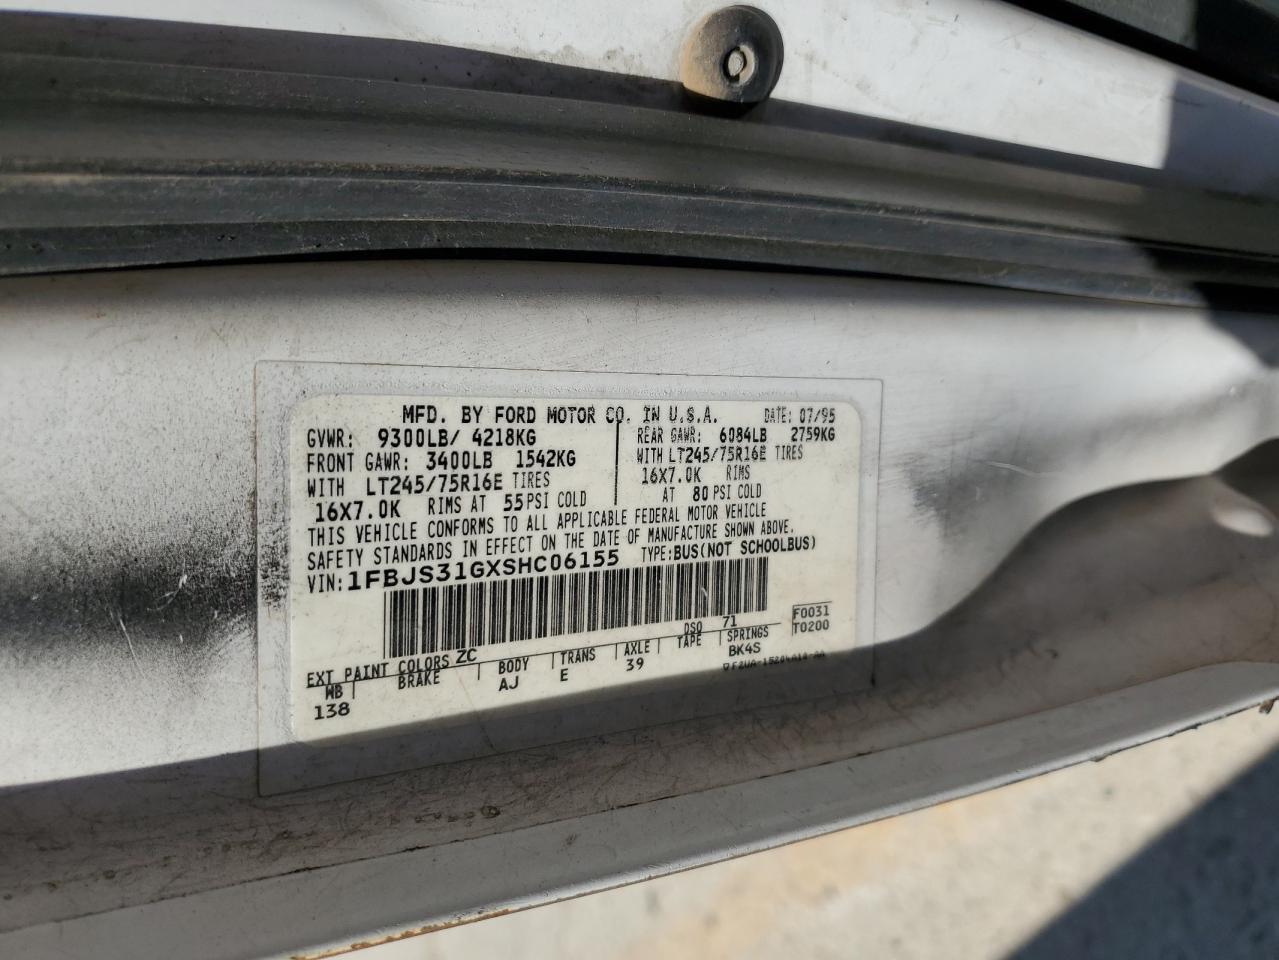 MFD. BY FORD MOTOR CO. IN U.S.A. DATE: 07/95
GVWR: 9300LB/ 4218KG
FRONT GAWR: 3400LB 1542KG
WITH LT245/75R16E TIRES
16X7.0K RIMS AT 55PSI COLD
REAR GAWR: 6084LB 2759KG
WITH LT245/75R16E TIRES
16X7.0K RIMS
AT 80 PSI COLD
THIS VEHICLE CONFORMS TO ALL APPLICABLE FEDERAL MOTOR VEHICLE
SAFETY STANDARDS IN EFFECT ON THE DATE OF MANUFACTURE SHOWN ABOVE.
VIN: 1FBJS31GXSHC06155 TYPE: BUS(NOT SCHOOLBUS)
F0031
T0200
EXT PAINT COLORS ZC DSO 71
WB BRAKE BODY TRANS AXLE TAPE SPRINGS
138 AJ E 39 BK4S